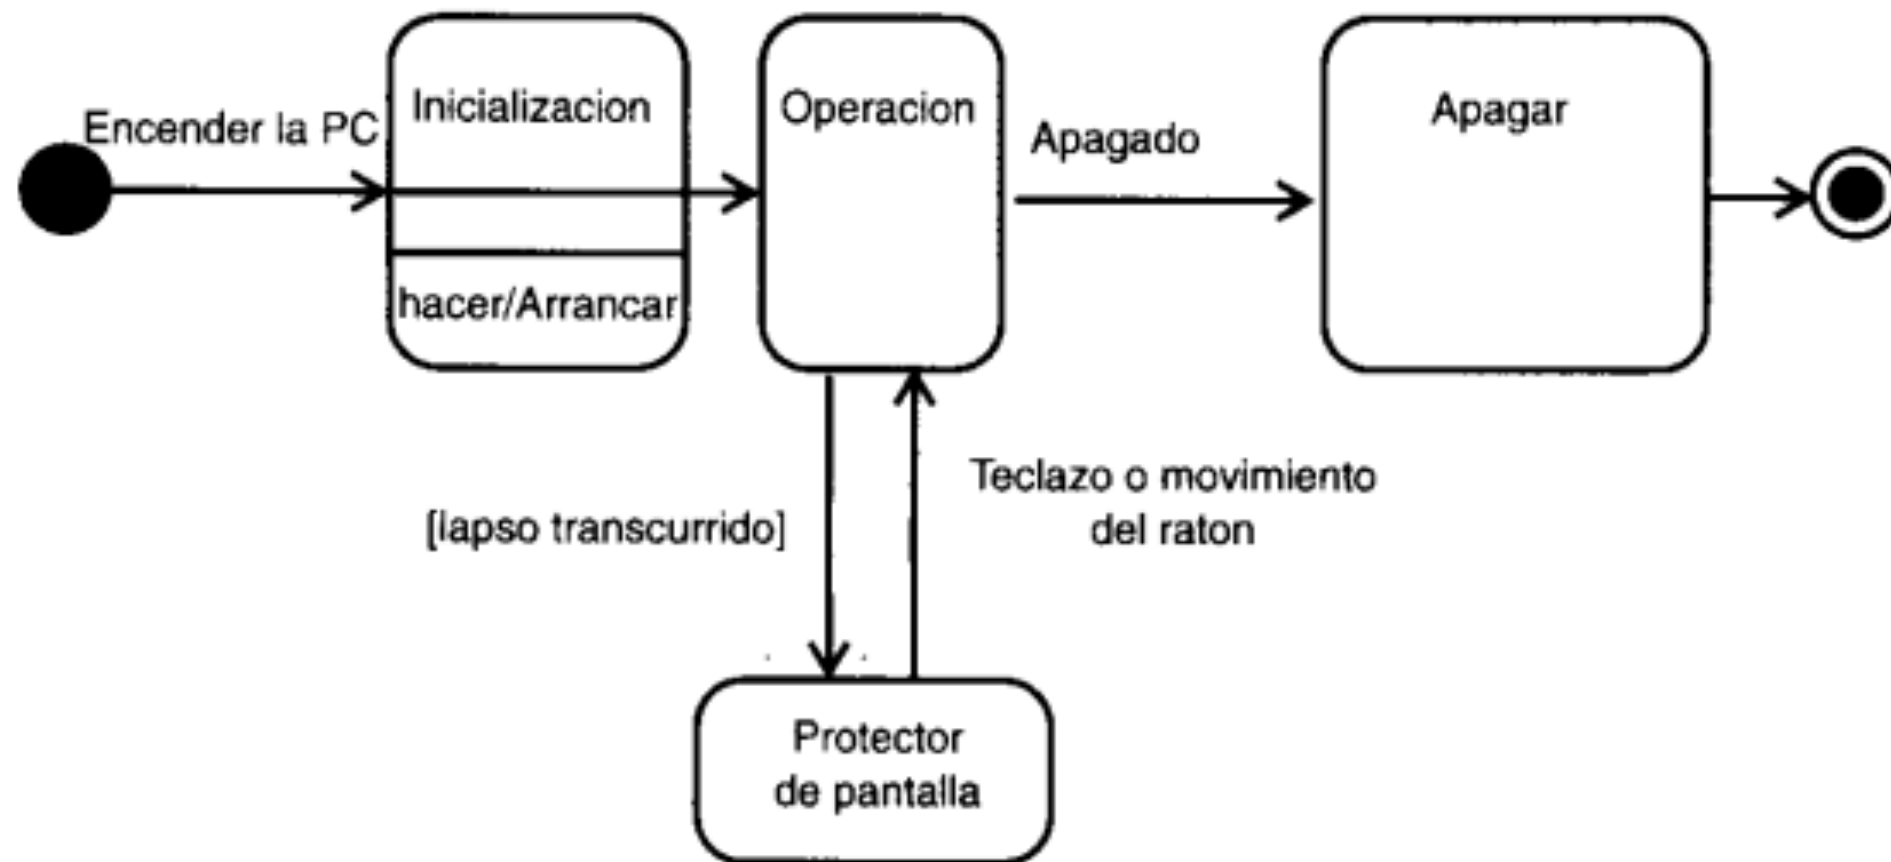 Encender la PC
Inicializacion
hacer/Arrancar
Operacion
Apagado
Apagar
[lapso transcurrido]
Teclazo o movimiento
del raton
Protector
de pantalla